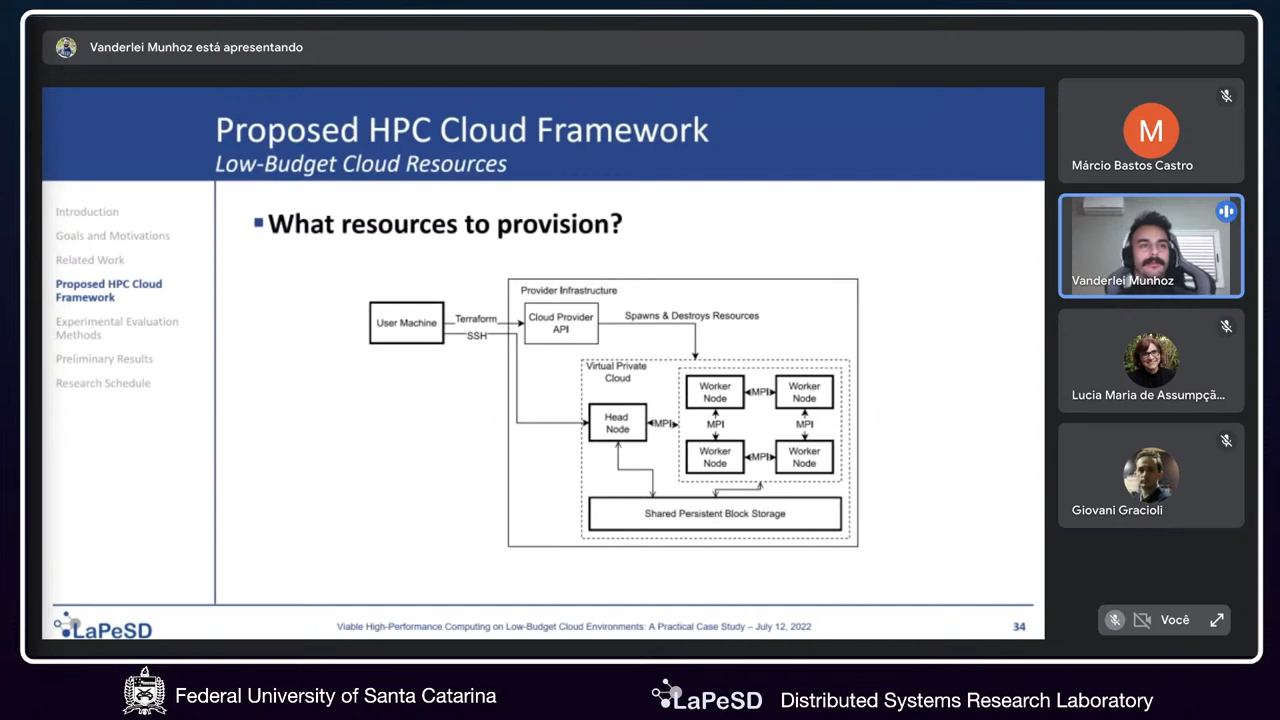 Vanderlei Munhoz está apresentando
Proposed HPC Cloud Framework
Low-Budget Cloud Resources
Introduction
Goals and Motivations
Related Work
Proposed HPC Cloud
Framework
Experimental Evaluation
Methods
Preliminary Results
Research Schedule
What resources to provision?
Provider Infrastructure
User Machine
Terraform
SSH
Cloud Provider
API
Spawns & Destroys Resources
Virtual Private
Cloud
Head
Node
MPI
Worker
Node
MPI
Worker
Node
MPI
MPI
Worker
Node
MPI
Worker
Node
Shared Persistent Block Storage
LaPeSD
Viable High-Performance Computing on Low-Budget Cloud Environments: A Practical Case Study – July 12, 2022
34
M
Márcio Bastos Castro
Vanderlei Munhoz
Lucia Maria de Assumpçã...
Giovani Gracioli
Você
Federal University of Santa Catarina
LaPeSD
Distributed Systems Research Laboratory